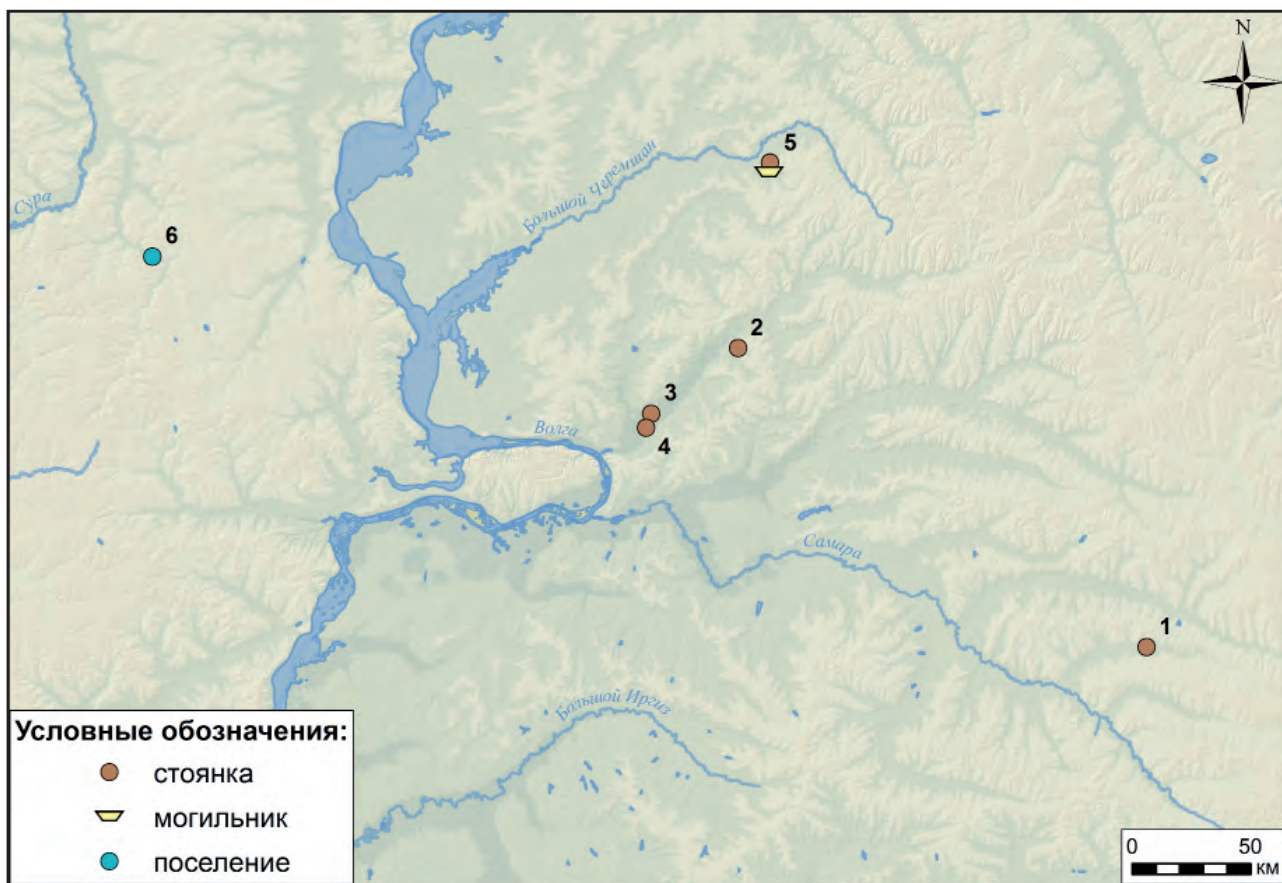 N
5
Большой Черемшан
Сура
6
2
3
Волга
4
Самара
1
Большой Иргиз
Условные обозначения:
стоянка
могильник
поселение
0 50
км